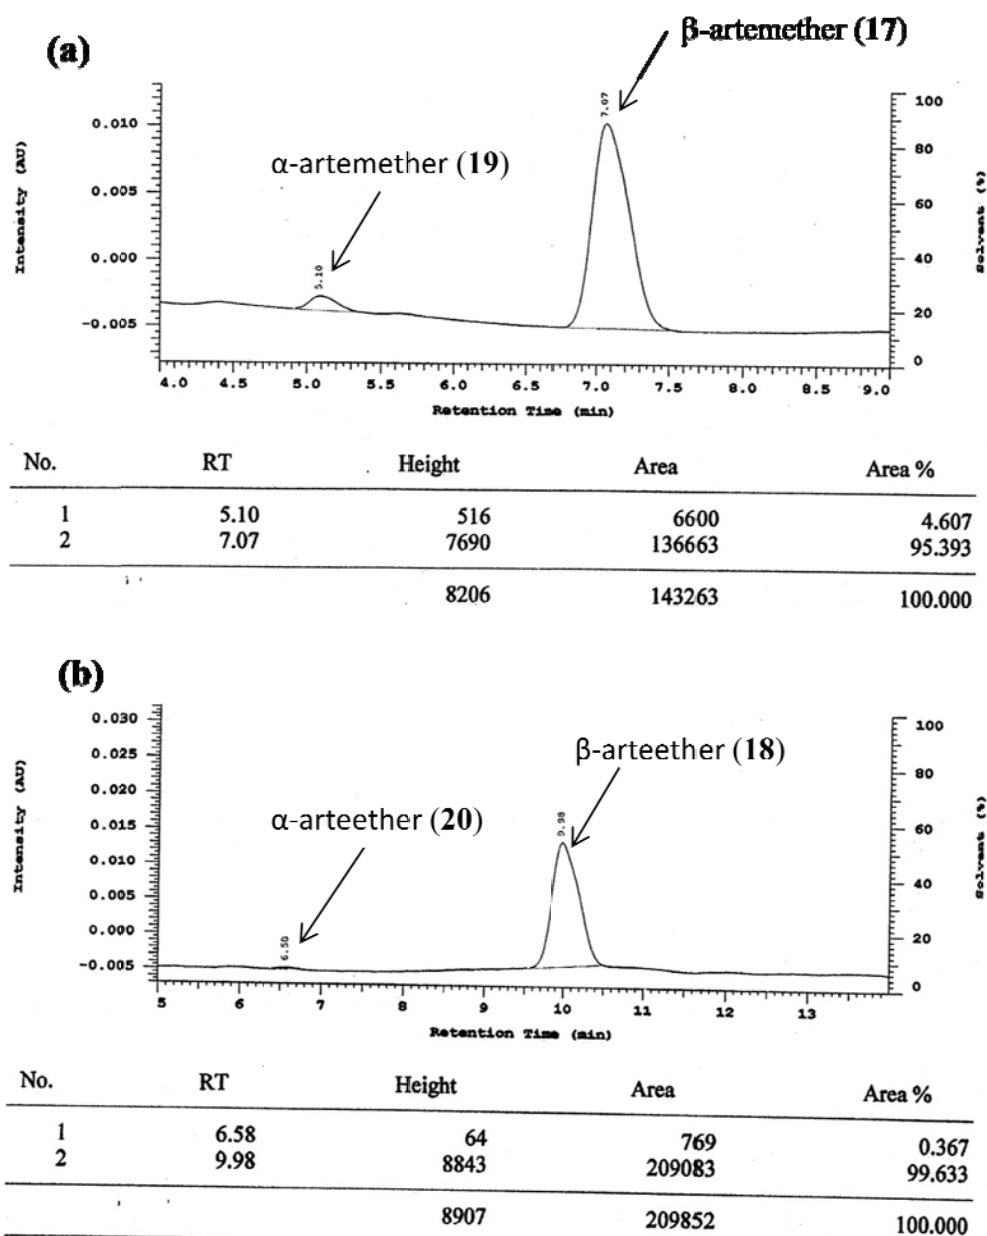 (a)
β-artemether (17)
α-artemether (19)
7.07
5.10
Intensity (AU)
0.010
0.005
0.000
-0.005
100
80
60
40
20
0
Solvent (%)
4.0 4.5 5.0 5.5 6.0 6.5 7.0 7.5 8.0 8.5 9.0
Retention Time (min)
No. RT Height Area Area %
1 5.10 516 6600 4.607
2 7.07 7690 136663 95.393
8206 143263 100.000
(b)
β-arteether (18)
α-arteether (20)
9.98
6.58
Intensity (AU)
0.030
0.025
0.020
0.015
0.010
0.005
0.000
-0.005
100
80
60
40
20
0
Solvent (%)
5 6 7 8 9 10 11 12 13
Retention Time (min)
No. RT Height Area Area %
1 6.58 64 769 0.367
2 9.98 8843 209083 99.633
8907 209852 100.000